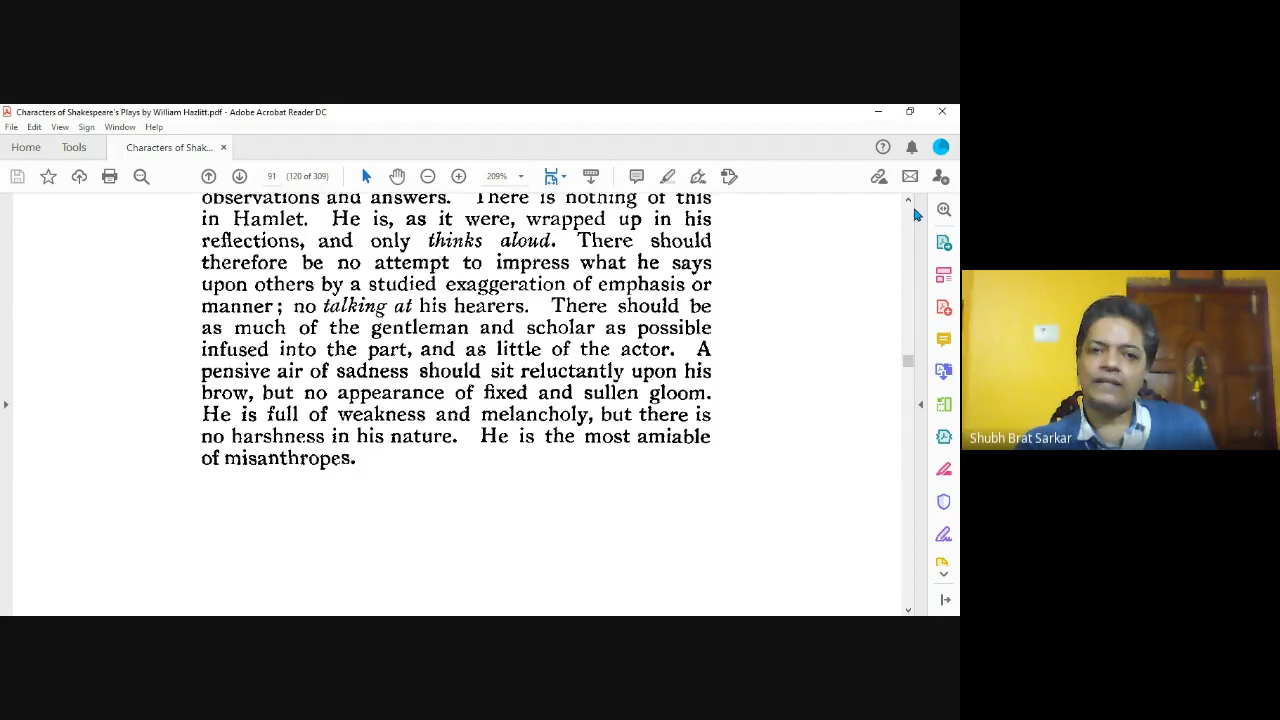 Characters of Shakespeare's Plays by William Hazlitt.pdf - Adobe Acrobat Reader DC
File Edit View Sign Window Help
Home Tools Characters of Shak... ×
91 (120 of 309) 209%
observations and answers. There is nothing of this
in Hamlet. He is, as it were, wrapped up in his
reflections, and only thinks aloud. There should
therefore be no attempt to impress what he says
upon others by a studied exaggeration of emphasis or
manner; no talking at his hearers. There should be
as much of the gentleman and scholar as possible
infused into the part, and as little of the actor. A
pensive air of sadness should sit reluctantly upon his
brow, but no appearance of fixed and sullen gloom.
He is full of weakness and melancholy, but there is
no harshness in his nature. He is the most amiable
of misanthropes.
Shubh Brat Sarkar